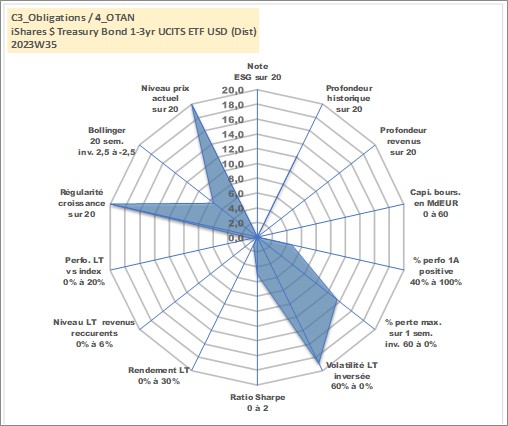 C3_Obligations / 4_OTAN
iShares $ Treasury Bond 1-3yr UCITS ETF USD (Dist)
2023W35
Note
ESG sur 20
Profondeur
historique
sur 20
Profondeur
revenus
sur 20
Capi. bours.
en MdEUR
0 à 60
% perfo 1A
positive
40% à 100%
% perte max.
sur 1 sem.
inv. 60 à 0%
Volatilité LT
inversée
60% à 0%
Ratio Sharpe
0 à 2
Rendement LT
0% à 30%
Niveau LT revenus
reccurents
0% à 6%
Perfo. LT
vs index
0% à 20%
Régularité
croissance
sur 20
Bollinger
20 sem.
inv. 2,5 à -2,5
Niveau prix
actuel
sur 20
20,0
18,0
16,0
14,0
12,0
10,0
8,0
6,0
4,0
2,0
0,0